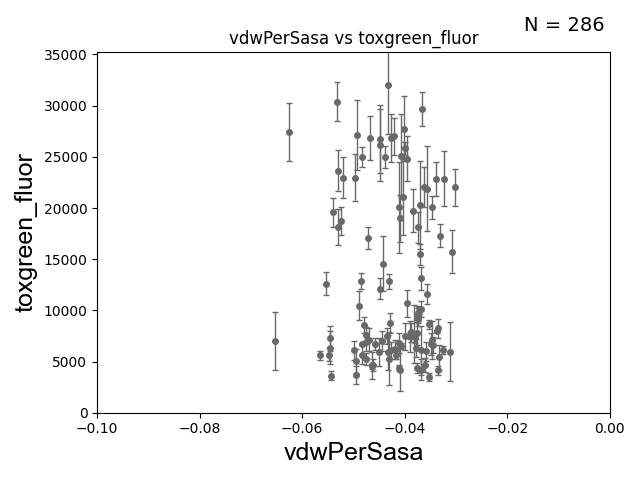 N = 286
vdwPerSasa vs toxgreen_fluor
35000
30000
25000
20000
15000
10000
5000
0
toxgreen_fluor
−0.10 −0.08 −0.06 −0.04 −0.02 0.00
vdwPerSasa